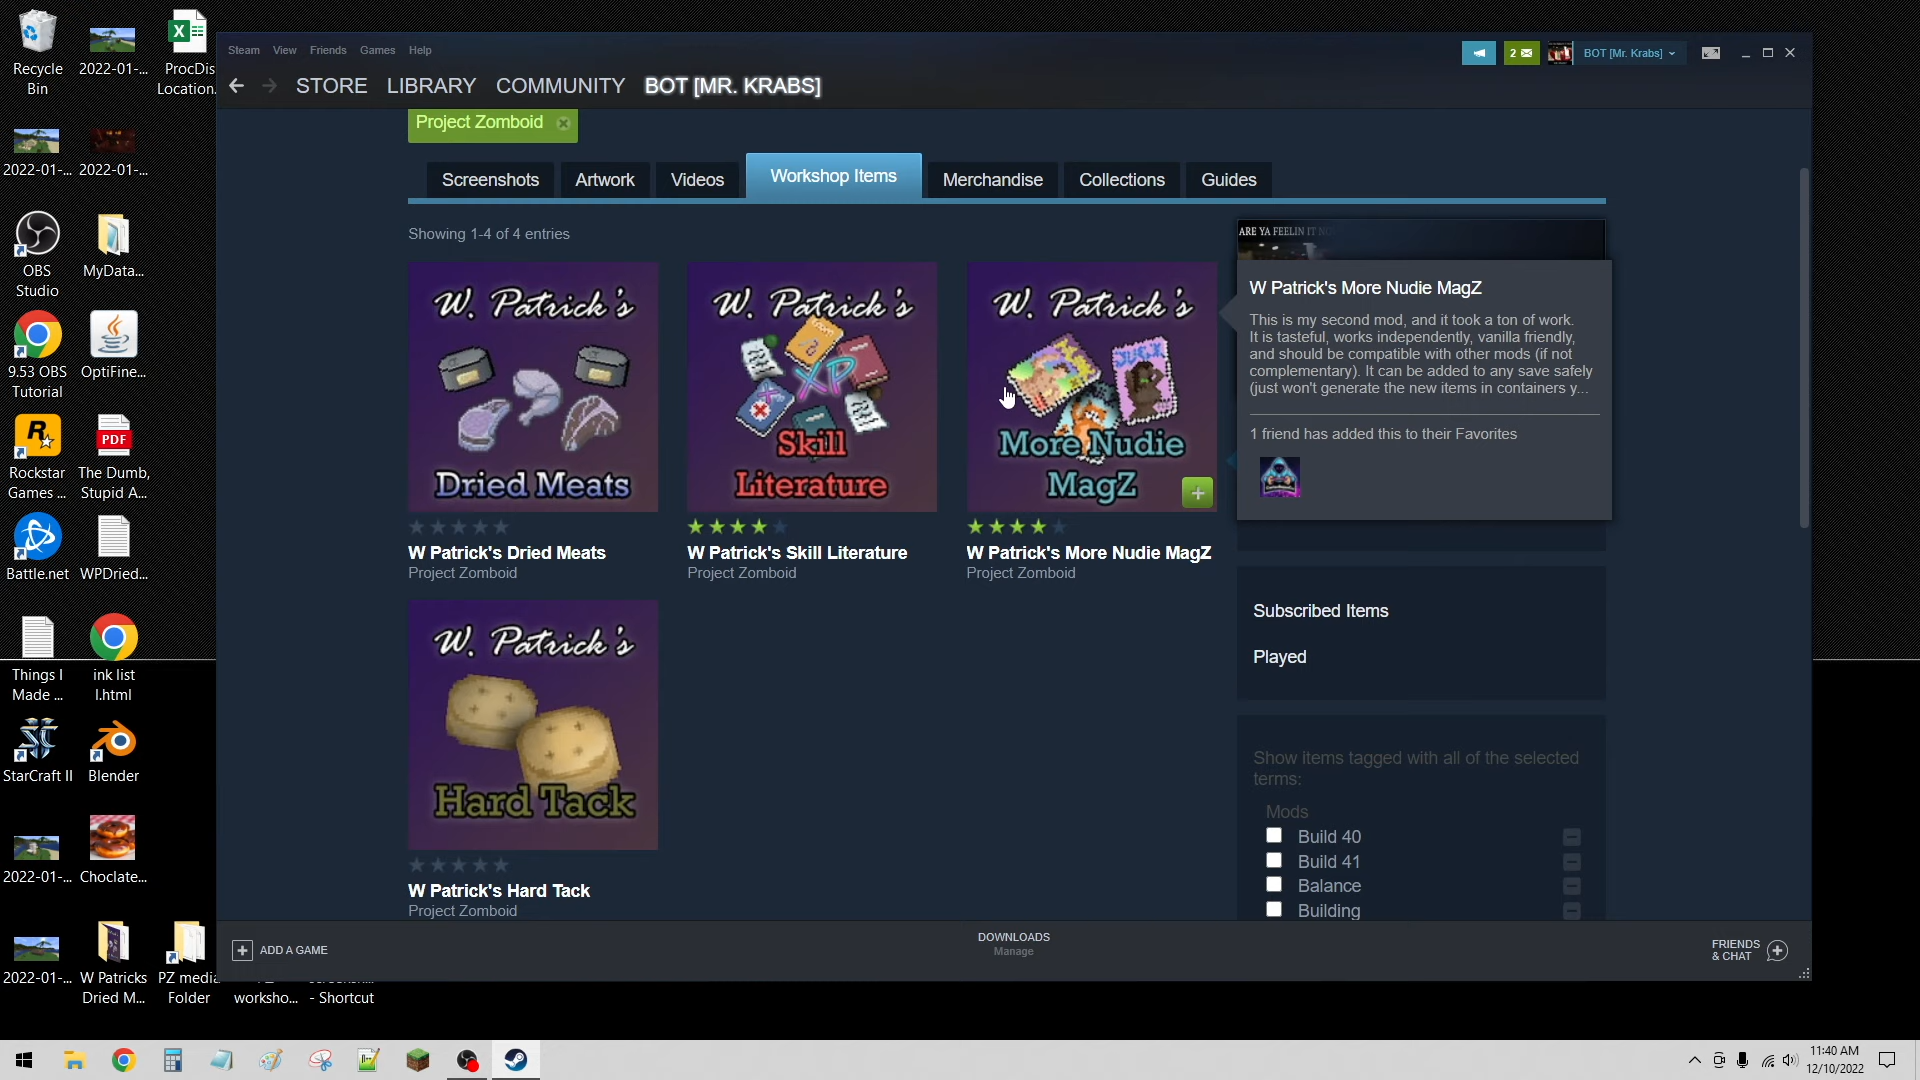 Recycle
Bin
2022-01-...
ProcDis
Location.
2022-01-...
2022-01-...
OBS
Studio
MyData...
9.53 OBS
Tutorial
OptiFine...
Rockstar
Games ...
PDF
The Dumb,
Stupid A...
Battle.net
WPDried...
Things I
Made ...
ink list
l.html
StarCraft II
Blender
2022-01-...
Choclate...
2022-01-...
W Patricks
Dried M...
PZ media
Folder
worksho...
- Shortcut
Steam View Friends Games Help
2
BOT [Mr. Krabs]
STORE LIBRARY COMMUNITY BOT [MR. KRABS]
Project Zomboid
Screenshots Artwork Videos Workshop Items Merchandise Collections Guides
Showing 1-4 of 4 entries
W. Patrick's
Dried Meats
W Patrick's Dried Meats
Project Zomboid
W. Patrick's
XP
Skill
Literature
W Patrick's Skill Literature
Project Zomboid
W. Patrick's
More Nudie
MagZ
W Patrick's More Nudie MagZ
Project Zomboid
W. Patrick's
Hard Tack
W Patrick's Hard Tack
Project Zomboid
ARE YA FEELIN IT
W Patrick's More Nudie MagZ
This is my second mod, and it took a ton of work.
It is tasteful, works independently, vanilla friendly,
and should be compatible with other mods (if not
complementary). It can be added to any save safely
(just won't generate the new items in containers y...
1 friend has added this to their Favorites
Subscribed Items
Played
Show items tagged with all of the selected
terms:
Mods
Build 40
Build 41
Balance
Building
ADD A GAME
DOWNLOADS
Manage
FRIENDS
& CHAT
11:40 AM
12/10/2022